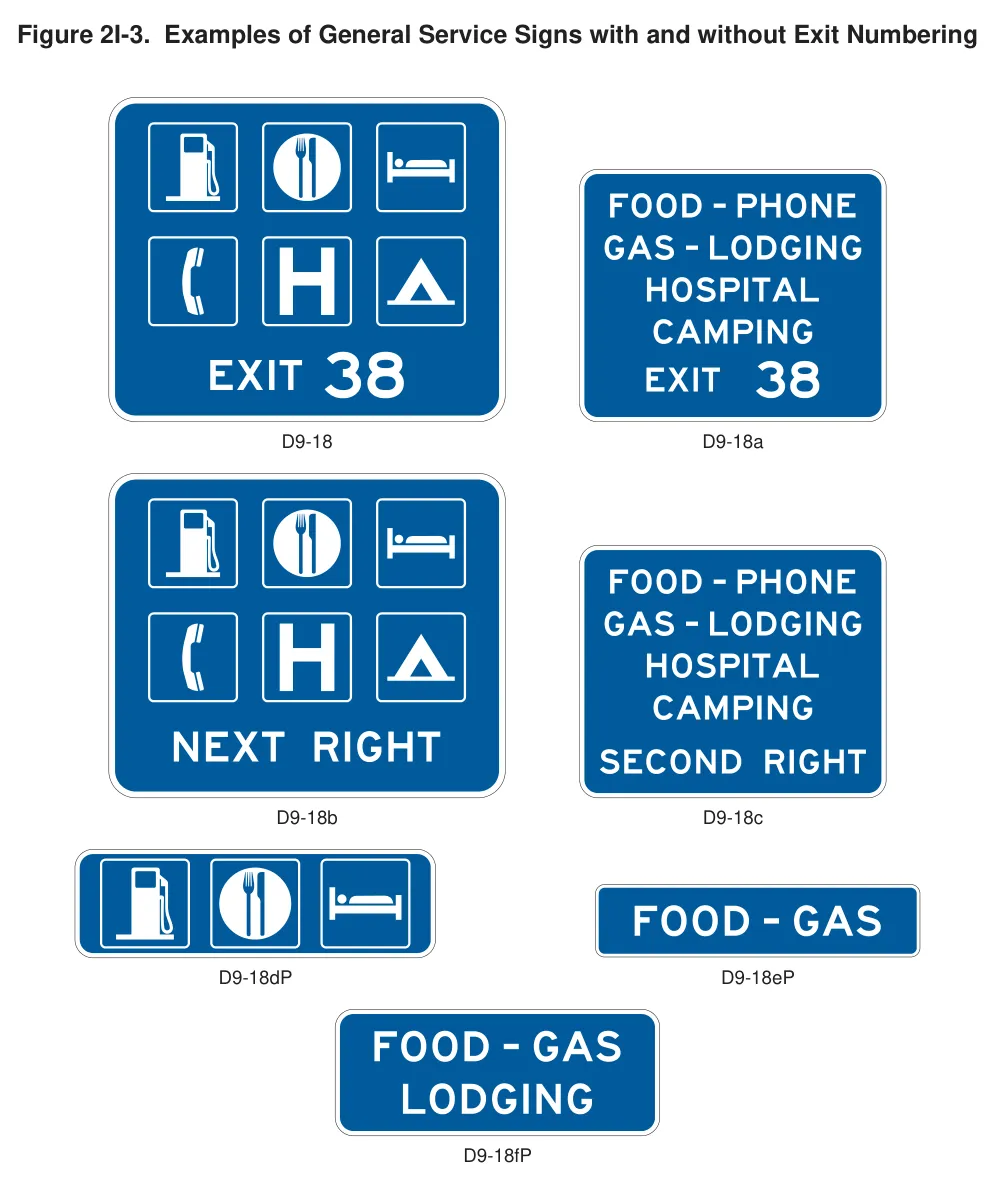 Figure 2I-3. Examples of General Service Signs with and without Exit Numbering
H
EXIT 38
D9-18
FOOD - PHONE
GAS - LODGING
HOSPITAL
CAMPING
EXIT 38
D9-18a
H
NEXT RIGHT
D9-18b
FOOD - PHONE
GAS - LODGING
HOSPITAL
CAMPING
SECOND RIGHT
D9-18c
D9-18dP
FOOD - GAS
D9-18eP
FOOD - GAS
LODGING
D9-18fP